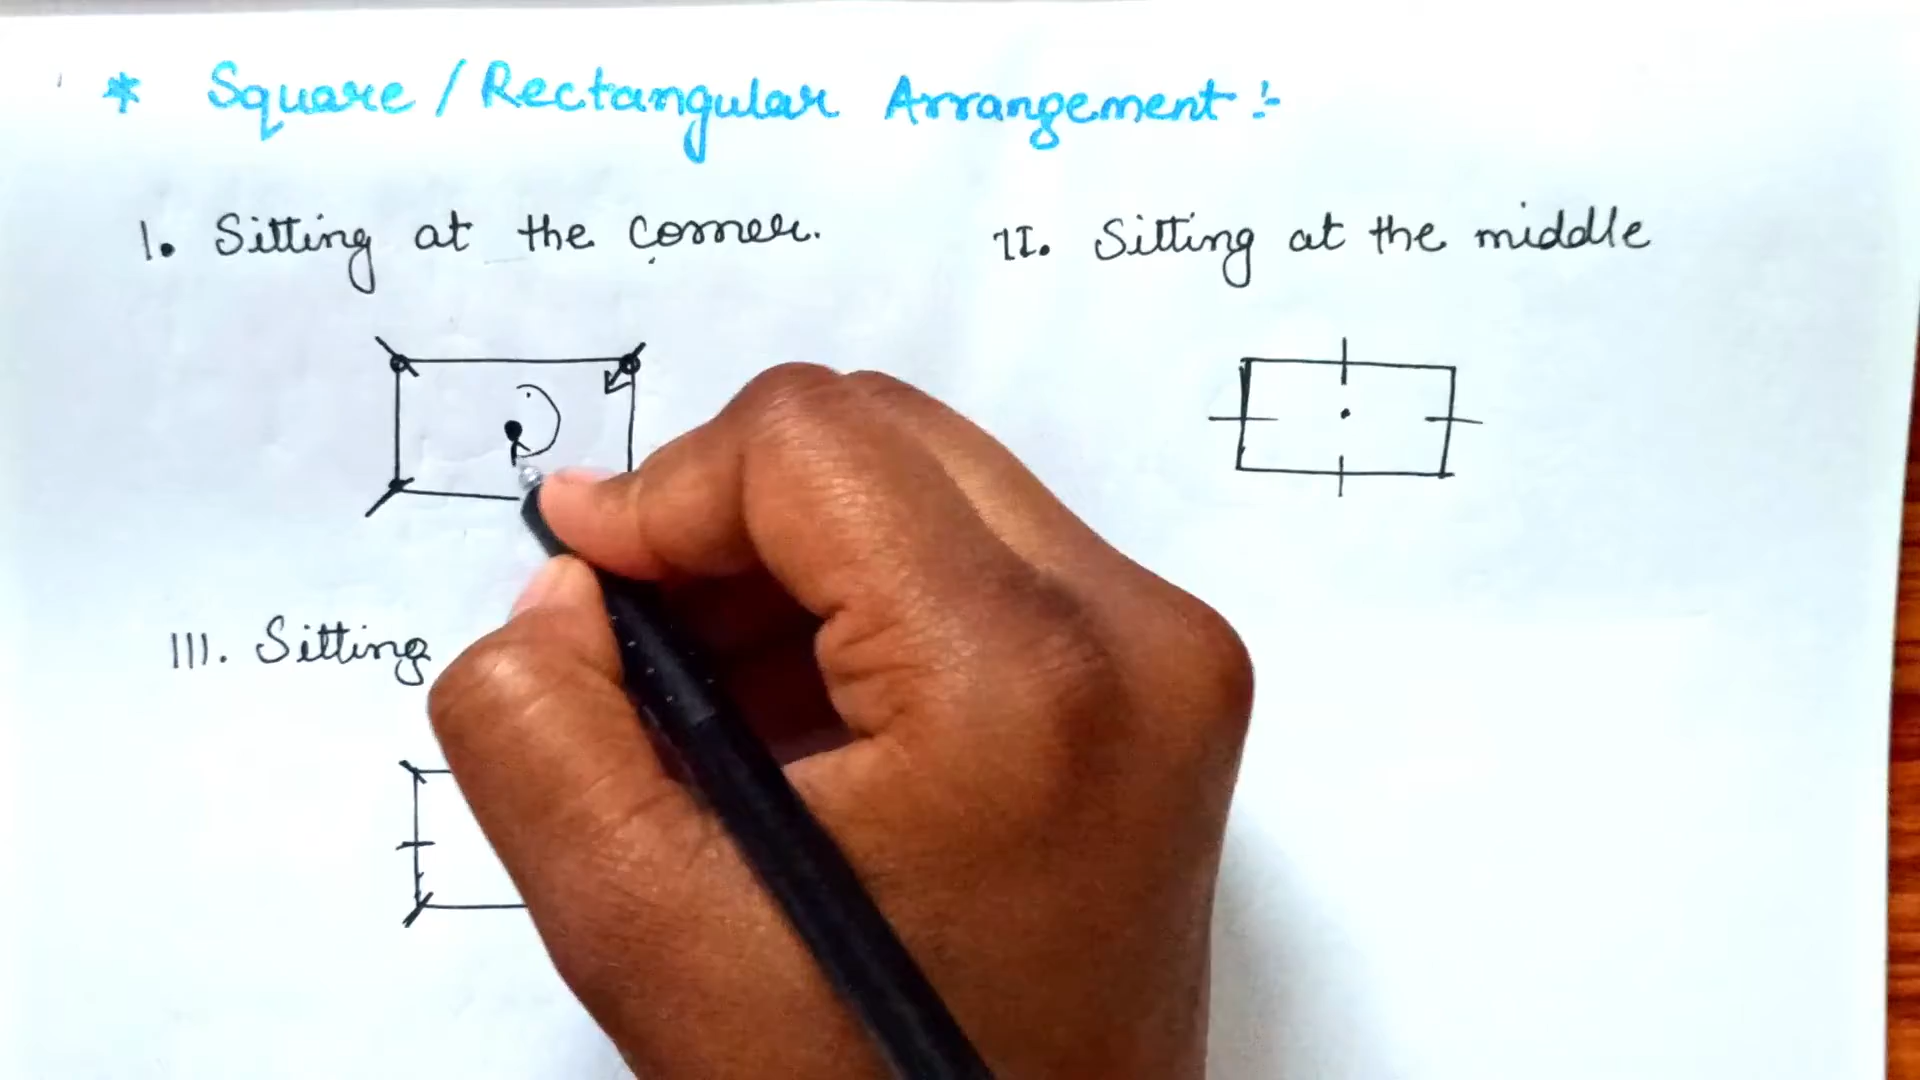 * Square / Rectangular Arrangement :-
I. Sitting at the corner.
II. Sitting at the middle
III. Sitting